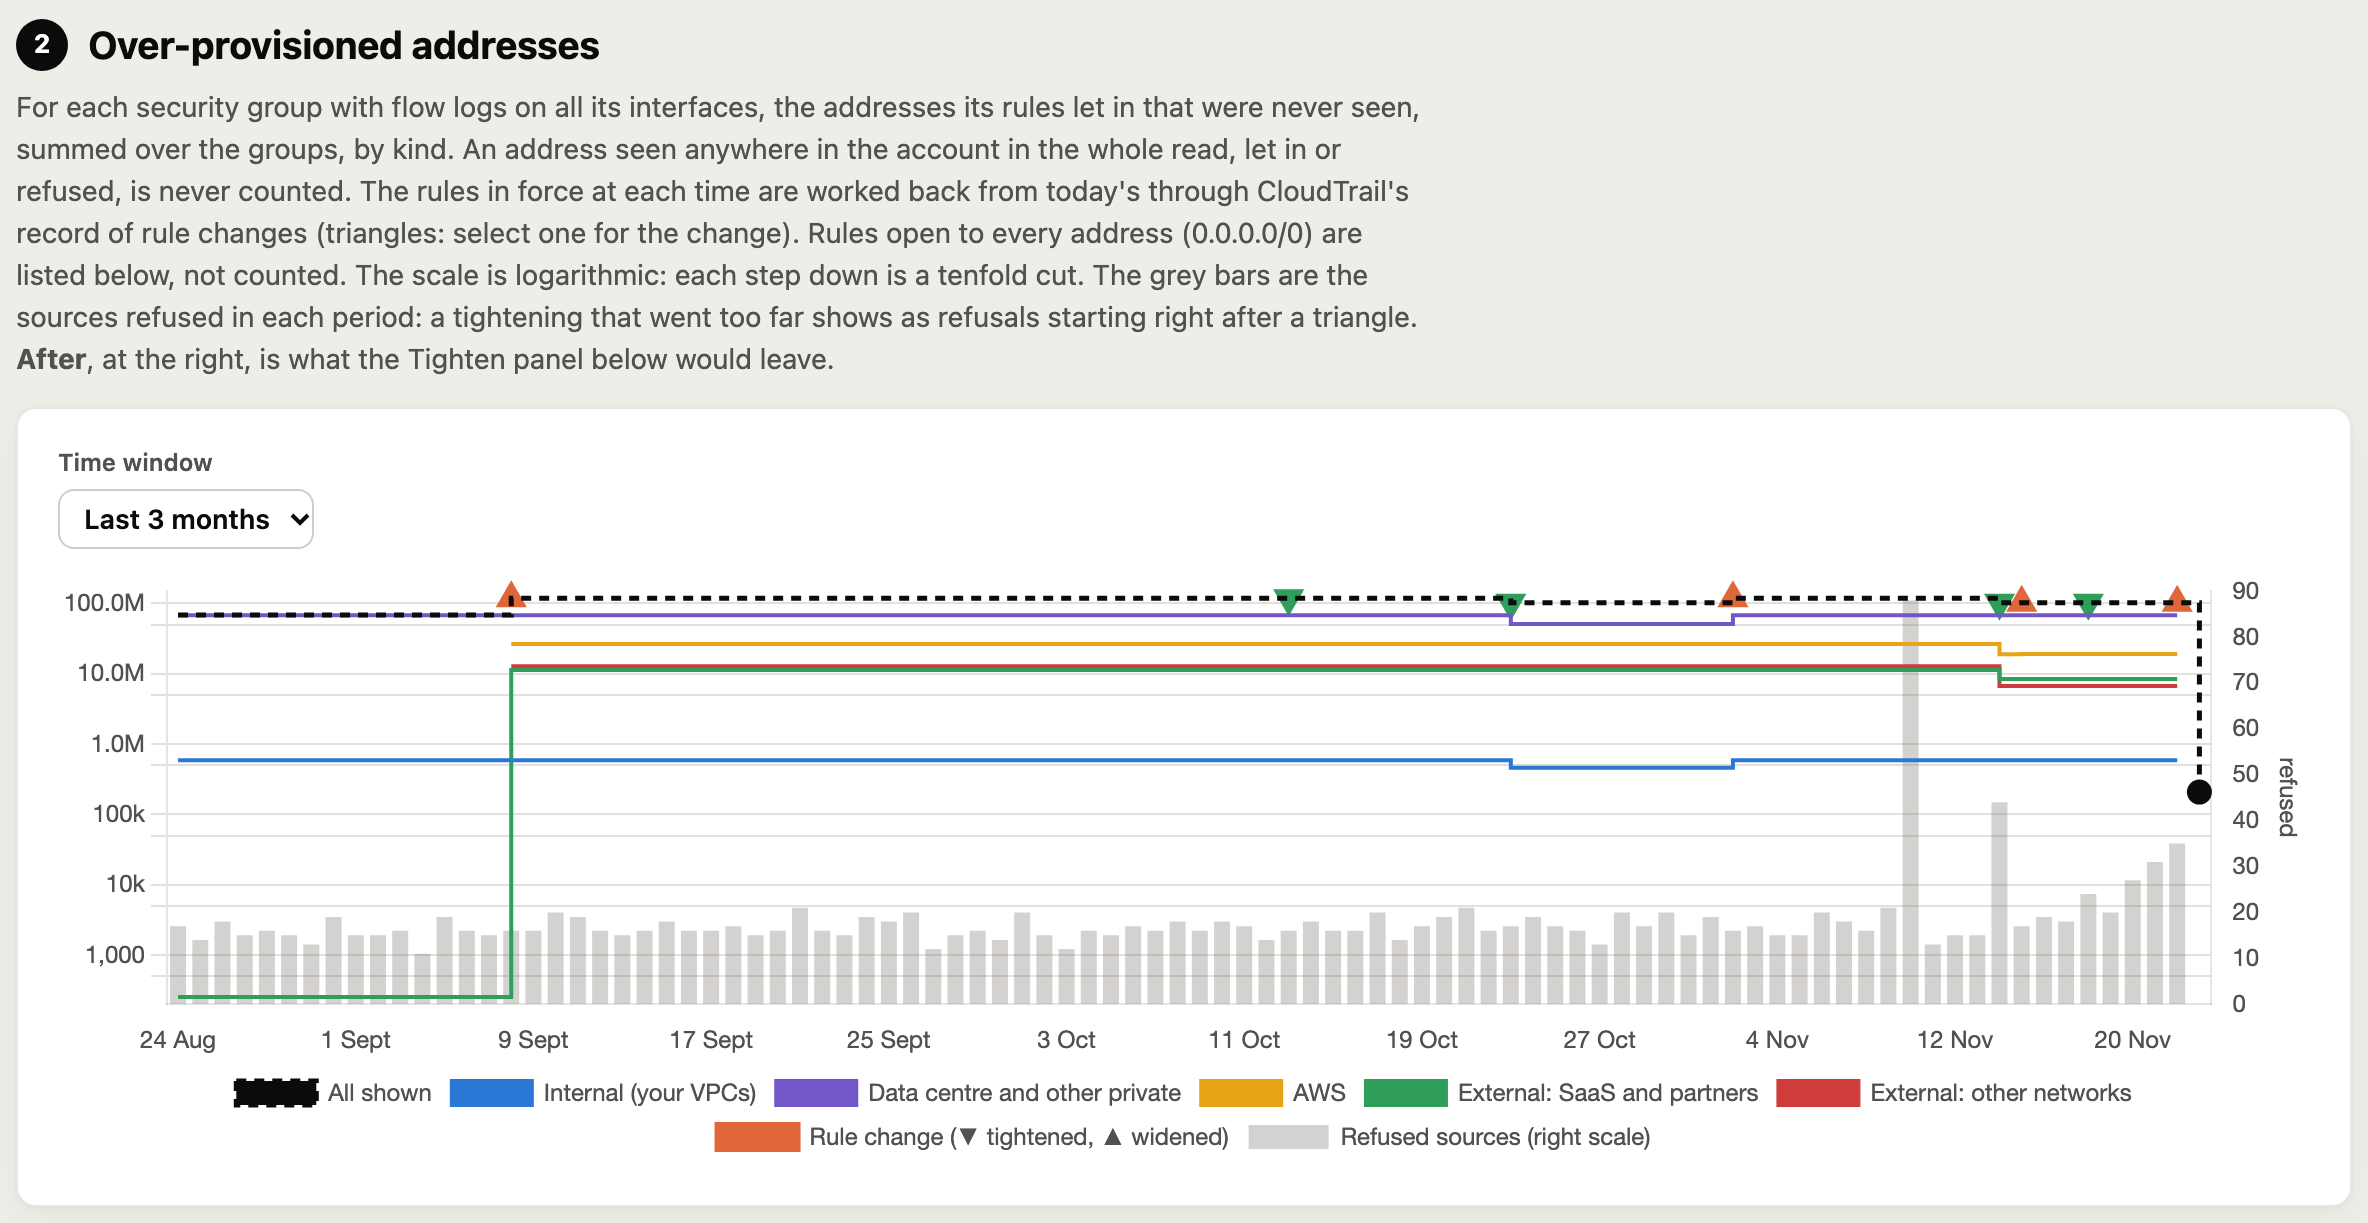 2 Over-provisioned addresses
For each security group with flow logs on all its interfaces, the addresses its rules let in that were never seen,
summed over the groups, by kind. An address seen anywhere in the account in the whole read, let in or
refused, is never counted. The rules in force at each time are worked back from today's through CloudTrail's
record of rule changes (triangles: select one for the change). Rules open to every address (0.0.0.0/0) are
listed below, not counted. The scale is logarithmic: each step down is a tenfold cut. The grey bars are the
sources refused in each period: a tightening that went too far shows as refusals starting right after a triangle.
After, at the right, is what the Tighten panel below would leave.
Time window
Last 3 months
100.0M
10.0M
1.0M
100k
10k
1,000
90
80
70
60
50
40
30
20
10
0
refused
24 Aug 1 Sept 9 Sept 17 Sept 25 Sept 3 Oct 11 Oct 19 Oct 27 Oct 4 Nov 12 Nov 20 Nov
All shown Internal (your VPCs) Data centre and other private AWS External: SaaS and partners External: other networks
Rule change (▼ tightened, ▲ widened) Refused sources (right scale)